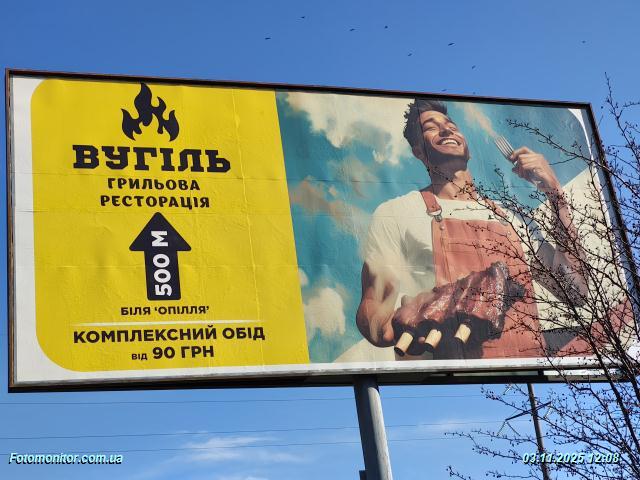 ВУГІЛЬ
ГРИЛЬОВА
РЕСТОРАЦІЯ
500 М
БІЛЯ 'ОПІЛЛЯ'
КОМПЛЕКСНИЙ ОБІД
від 90 ГРН
Fotomonitor.com.ua
03.11.2025 12:08